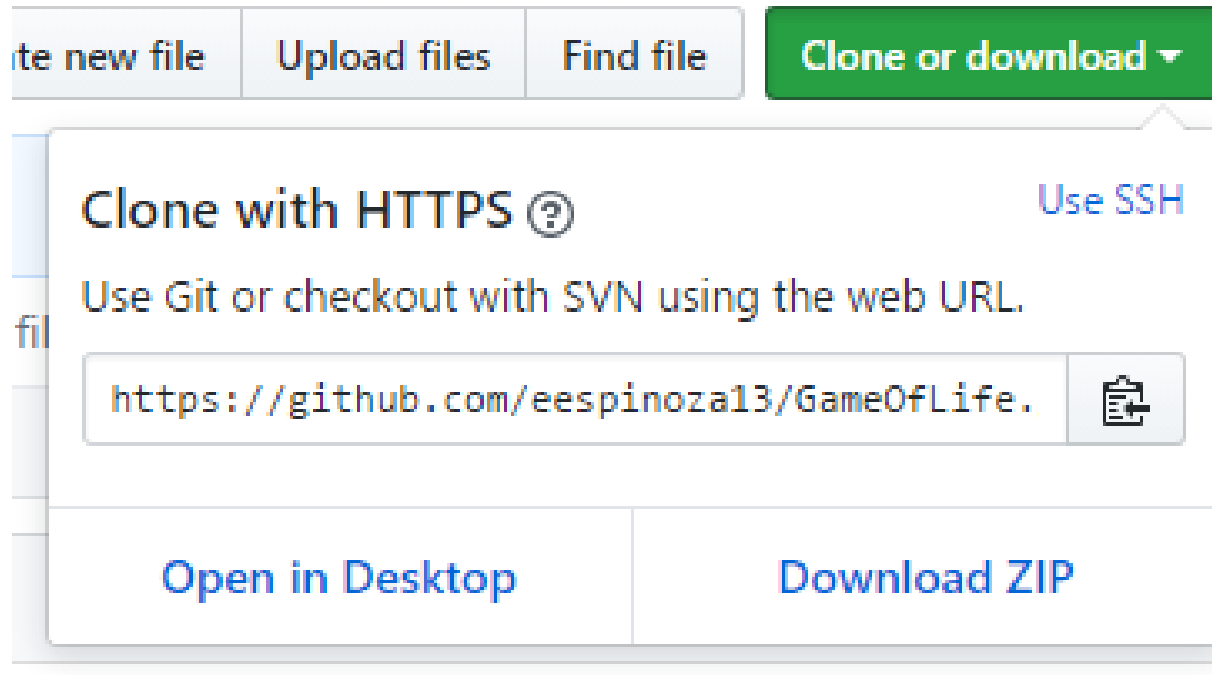 te new file Upload files Find file Clone or download
Clone with HTTPS Use SSH
Use Git or checkout with SVN using the web URL.
fil
https://github.com/eespinoza13/GameOfLife.
Open in Desktop Download ZIP